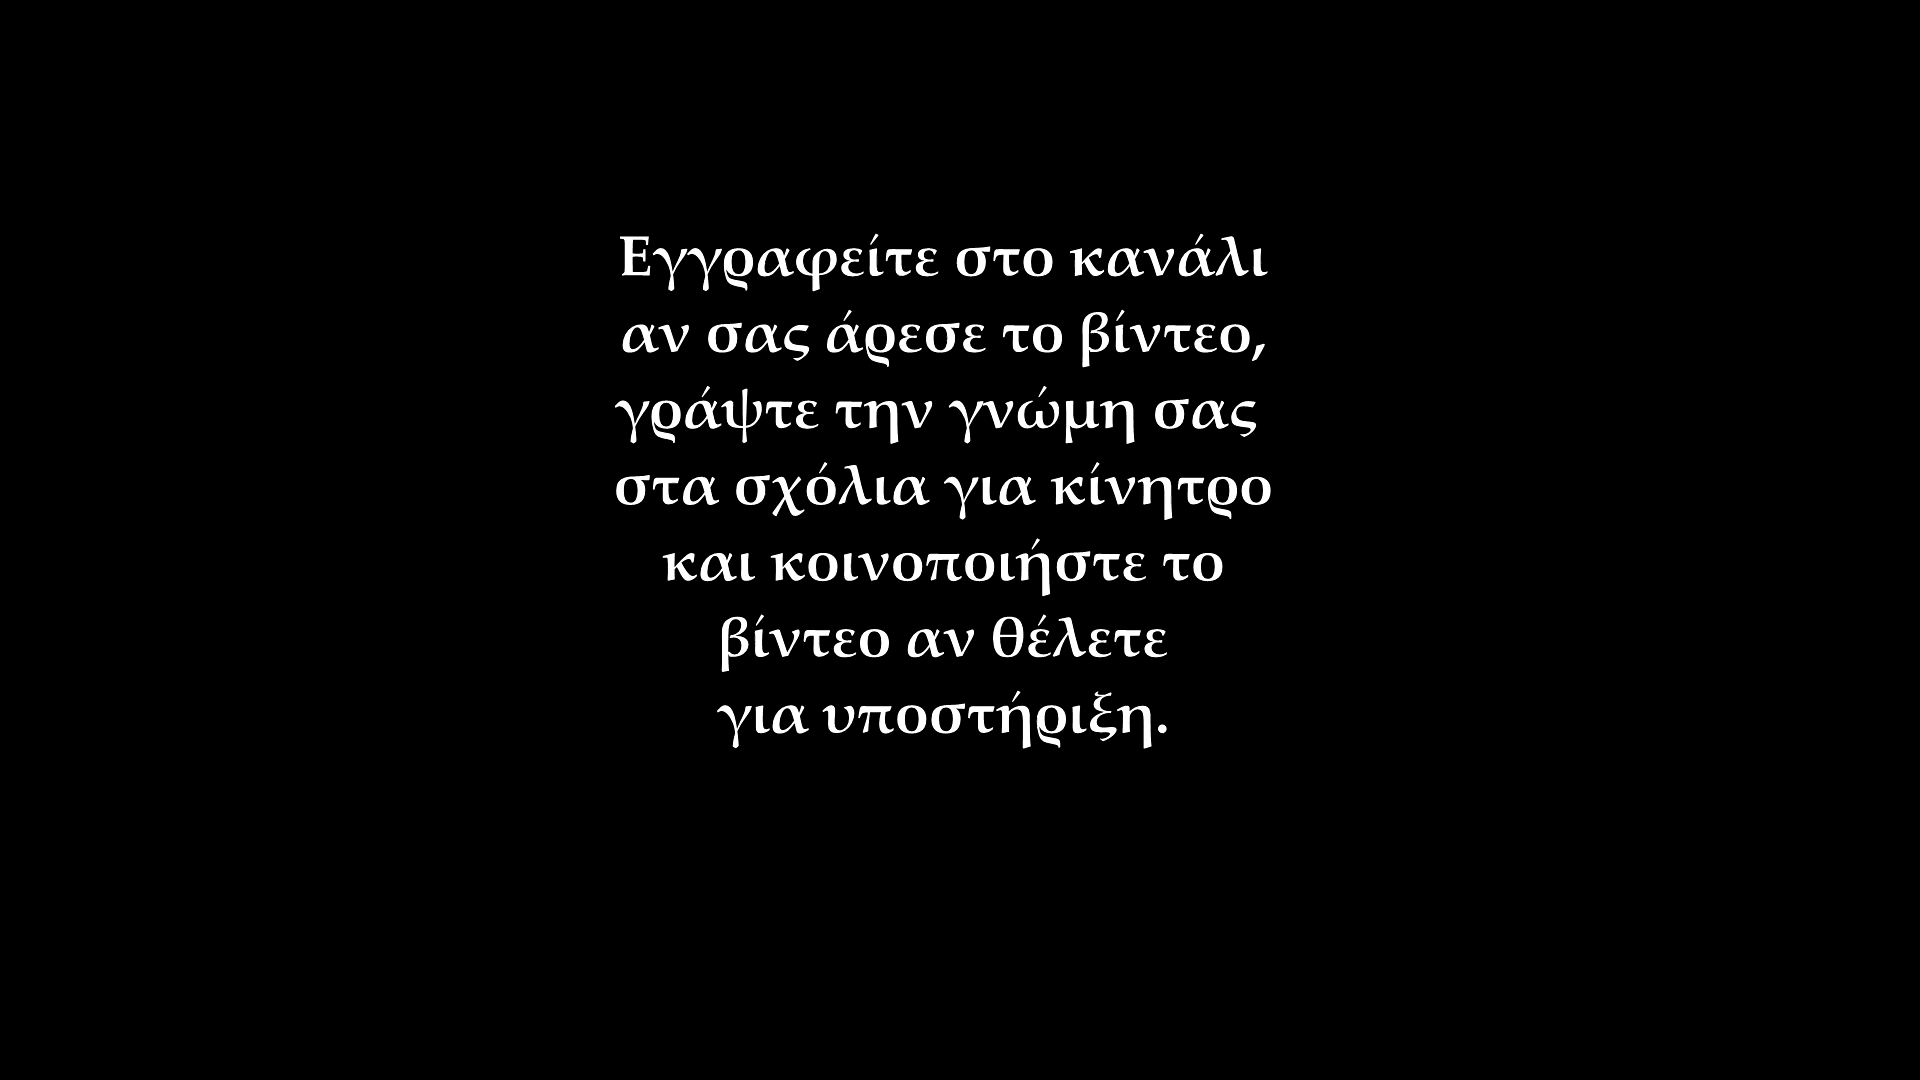 Εγγραφείτε στο κανάλι
αν σας άρεσε το βίντεο,
γράψτε την γνώμη σας
στα σχόλια για κίνητρο
και κοινοποιήστε το
βίντεο αν θέλετε
για υποστήριξη.